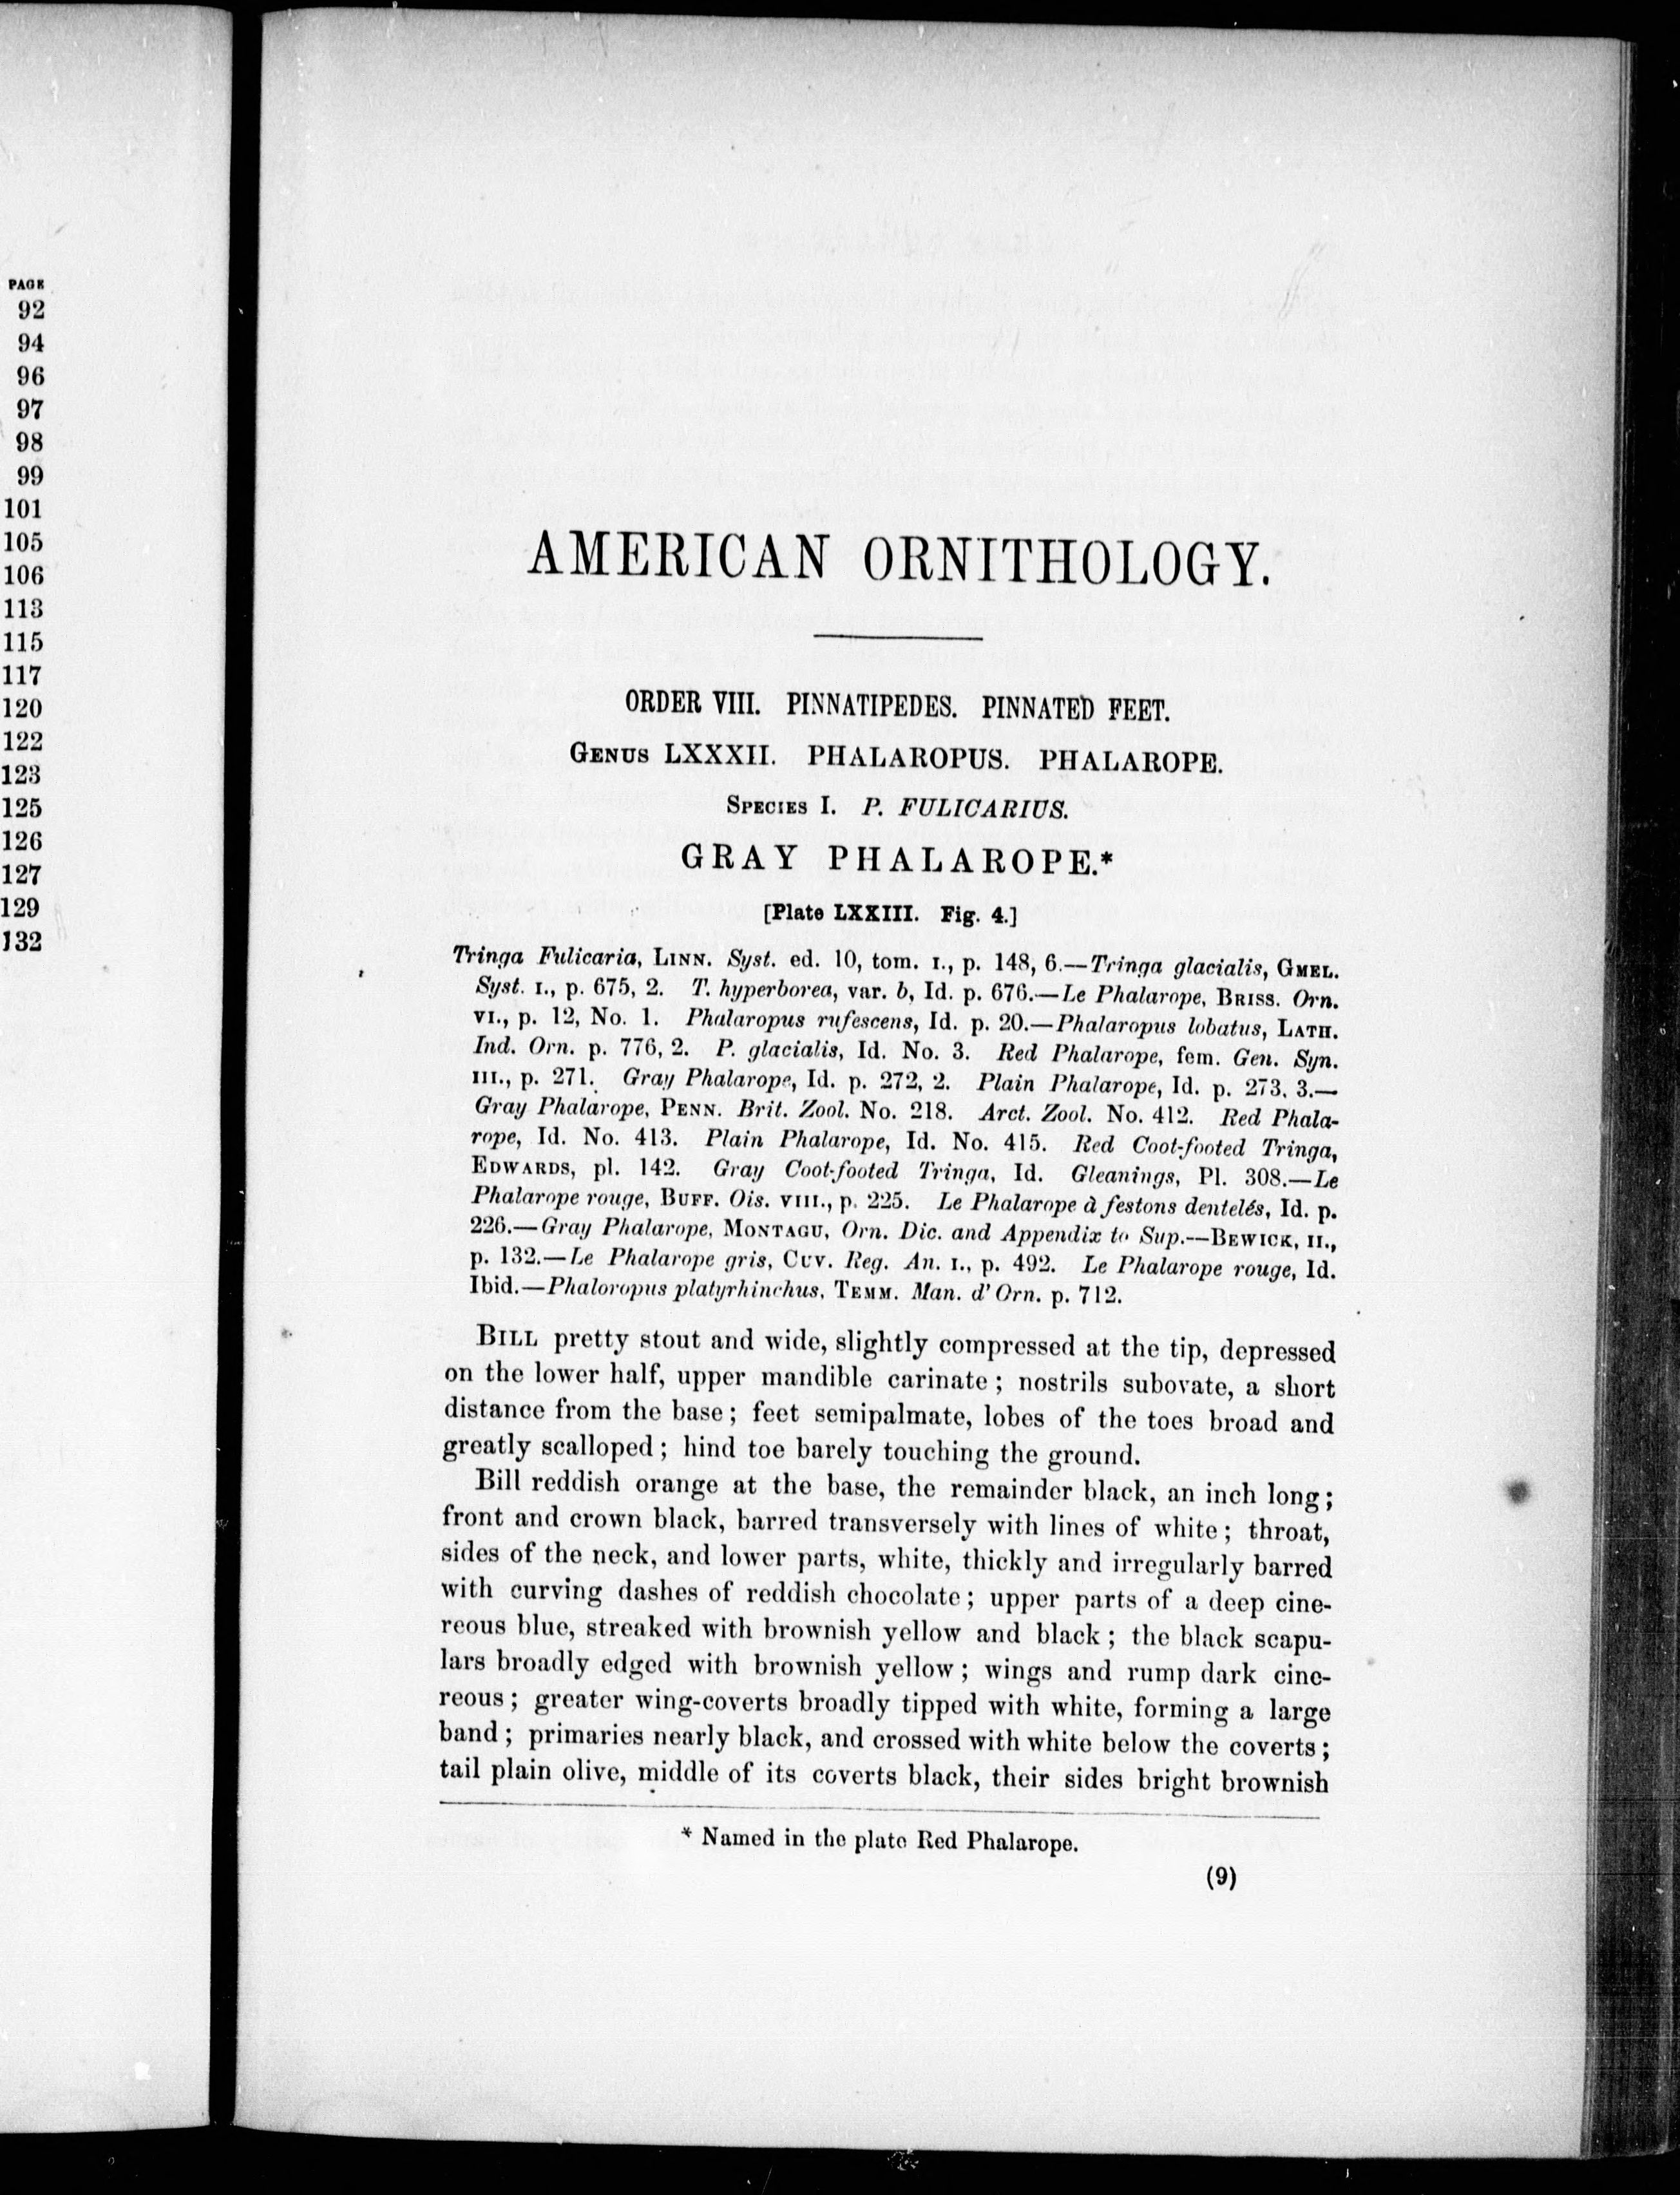 PAGE
92
94
96
97
98
99
101
105
106
113
115
117
120
122
123
125
126
127
129
132
AMERICAN ORNITHOLOGY.
ORDER VIII. PINNATIPEDES. PINNATED FEET.
GENUS LXXXII. PHALAROPUS. PHALAROPE.
SPECIES I. P. FULICARIUS.
GRAY PHALAROPE.*
[Plate LXXIII. Fig. 4.]
Tringa Fulicaria, LINN. Syst. ed. 10, tom. I., p. 148, 6.—Tringa glacialis, GMEL.
Syst. I., p. 675, 2. T. hyperborea, var. b, Id. p. 676.—Le Phalarope, BRISS. Orn.
VI., p. 12, No. 1. Phalaropus rufescens, Id. p. 20.—Phalaropus lobatus, LATH.
Ind. Orn. p. 776, 2. P. glacialis, Id. No. 3. Red Phalarope, fem. Gen. Syn.
III., p. 271. Gray Phalarope, Id. p. 272, 2. Plain Phalarope, Id. p. 273, 3.—
Gray Phalarope, PENN. Brit. Zool. No. 218. Arct. Zool. No. 412. Red Phala-
rope, Id. No. 413. Plain Phalarope, Id. No. 415. Red Coot-footed Tringa,
EDWARDS, pl. 142. Gray Coot-footed Tringa, Id. Gleanings, Pl. 308.—Le
Phalarope rouge, BUFF. Ois. VIII., p. 225. Le Phalarope à festons dentelés, Id. p.
226.—Gray Phalarope, MONTAGU, Orn. Dic. and Appendix to Sup.—BEWICK, II.,
p. 132.—Le Phalarope gris, CUV. Reg. An. I., p. 492. Le Phalarope rouge, Id.
Ibid.—Phaloropus platyrhinchus, TEMM. Man. d'Orn. p. 712.
BILL pretty stout and wide, slightly compressed at the tip, depressed
on the lower half, upper mandible carinate; nostrils subovate, a short
distance from the base; feet semipalmate, lobes of the toes broad and
greatly scalloped; hind toe barely touching the ground.
Bill reddish orange at the base, the remainder black, an inch long;
front and crown black, barred transversely with lines of white; throat,
sides of the neck, and lower parts, white, thickly and irregularly barred
with curving dashes of reddish chocolate; upper parts of a deep cine-
reous blue, streaked with brownish yellow and black; the black scapu-
lars broadly edged with brownish yellow; wings and rump dark cine-
reous; greater wing-coverts broadly tipped with white, forming a large
band; primaries nearly black, and crossed with white below the coverts;
tail plain olive, middle of its coverts black, their sides bright brownish
* Named in the plate Red Phalarope.
(9)